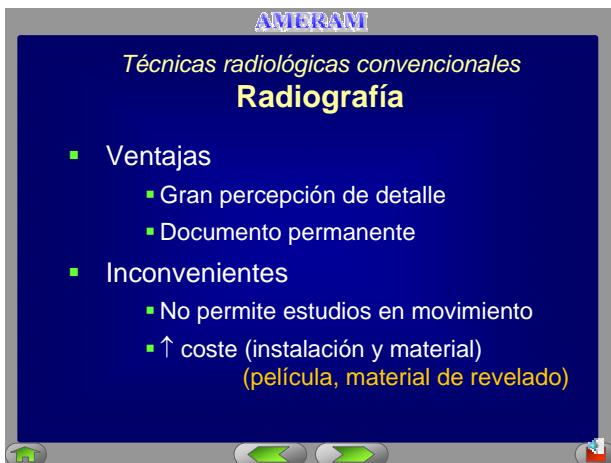 AMERAM
Técnicas radiológicas convencionales
Radiografía
▪ Ventajas
▪ Gran percepción de detalle
▪ Documento permanente
▪ Inconvenientes
▪ No permite estudios en movimiento
▪ ↑ coste (instalación y material)
(película, material de revelado)